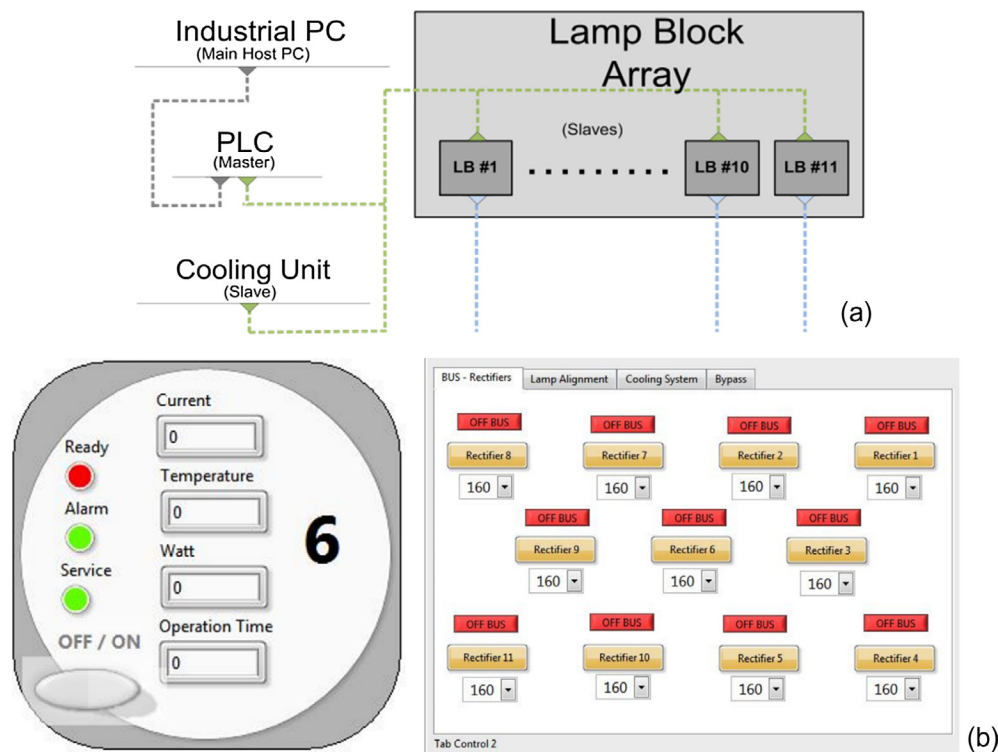 Industrial PC
(Main Host PC)
PLC
(Master)
Cooling Unit
(Slave)
Lamp Block
Array
(Slaves)
LB #1
LB #10
LB #11
(a)
Current
0
Ready
Temperature
0
Alarm
Watt
0
Service
Operation Time
0
OFF / ON
6
BUS - Rectifiers Lamp Alignment Cooling System Bypass
OFF BUS OFF BUS OFF BUS OFF BUS
Rectifier 8 Rectifier 7 Rectifier 2 Rectifier 1
160 160 160 160
OFF BUS OFF BUS OFF BUS
Rectifier 9 Rectifier 6 Rectifier 3
160 160 160
OFF BUS OFF BUS OFF BUS OFF BUS
Rectifier 11 Rectifier 10 Rectifier 5 Rectifier 4
160 160 160 160
Tab Control 2
(b)